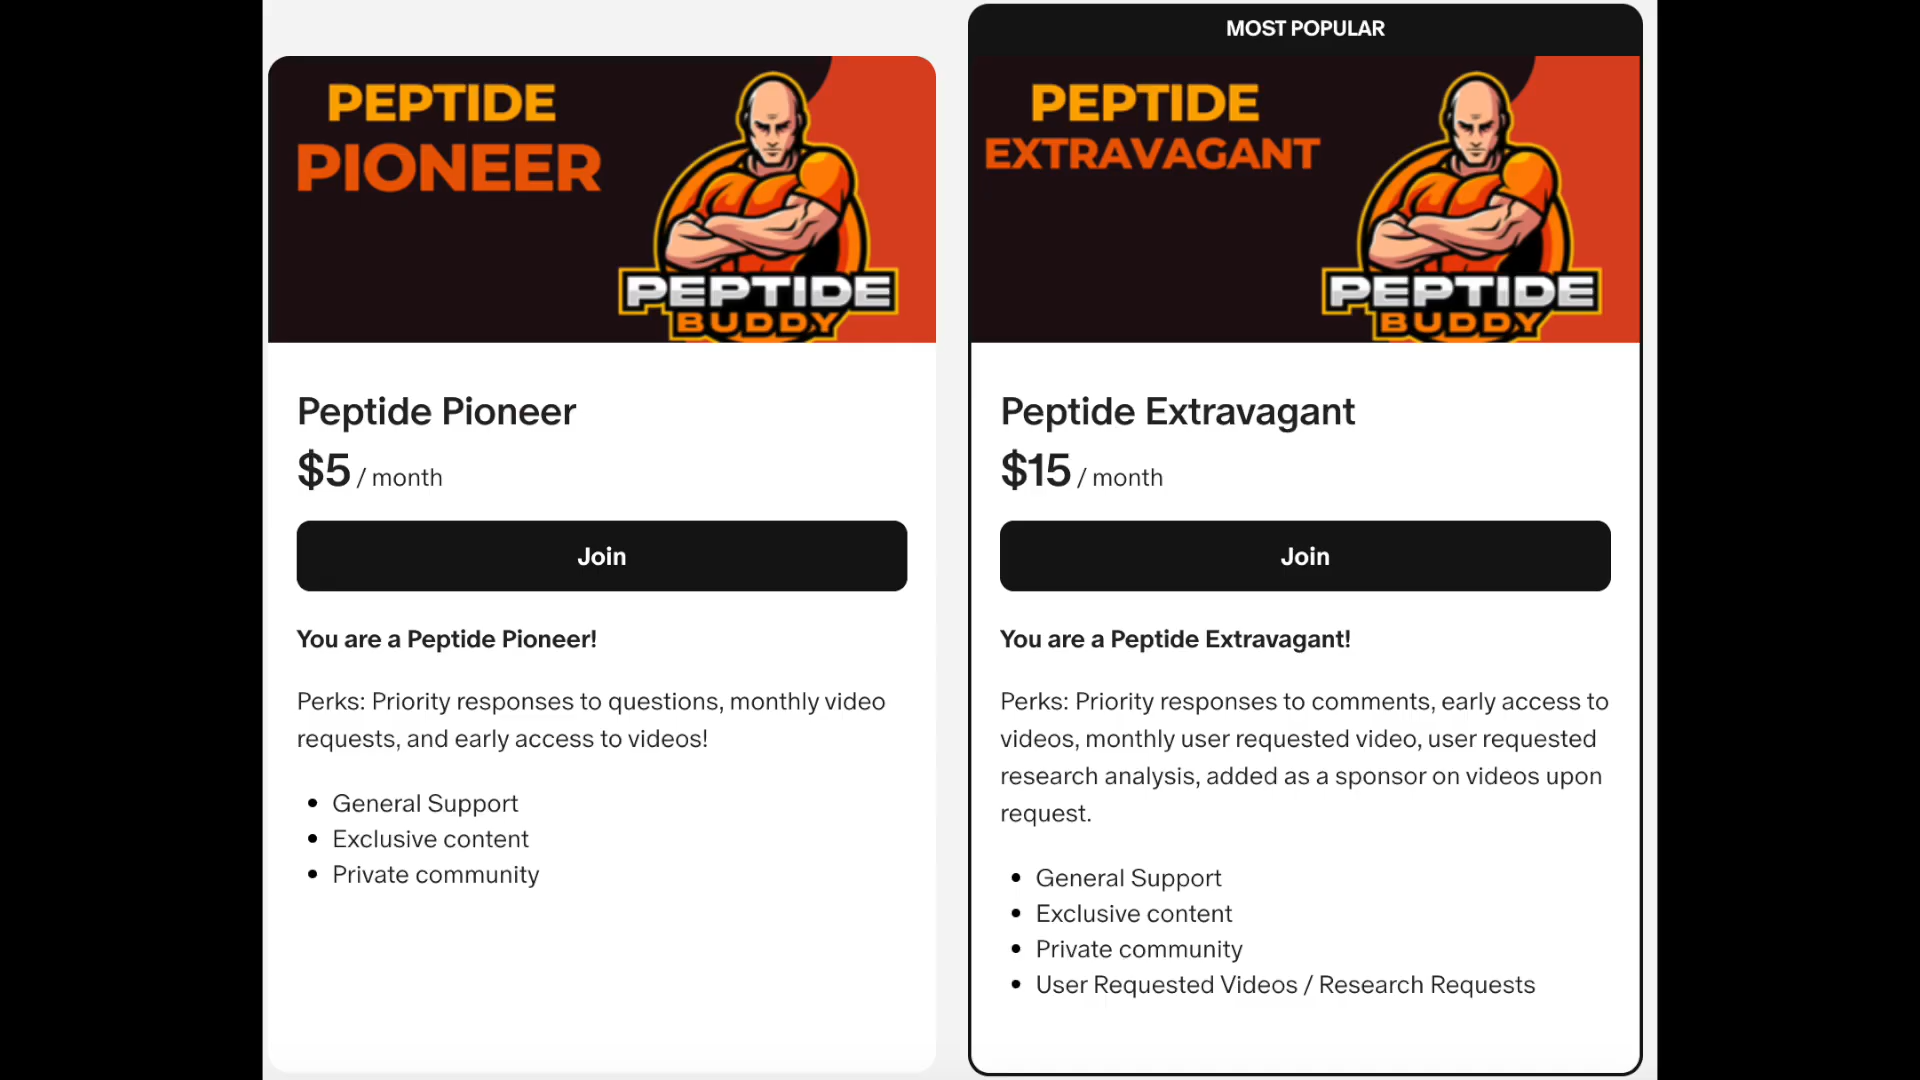 PEPTIDE
PIONEER
PEPTIDE
BUDDY
Peptide Pioneer
$5 / month
Join
You are a Peptide Pioneer!
Perks: Priority responses to questions, monthly video
requests, and early access to videos!
• General Support
• Exclusive content
• Private community
MOST POPULAR
PEPTIDE
EXTRAVAGANT
PEPTIDE
BUDDY
Peptide Extravagant
$15 / month
Join
You are a Peptide Extravagant!
Perks: Priority responses to comments, early access to
videos, monthly user requested video, user requested
research analysis, added as a sponsor on videos upon
request.
• General Support
• Exclusive content
• Private community
• User Requested Videos / Research Requests